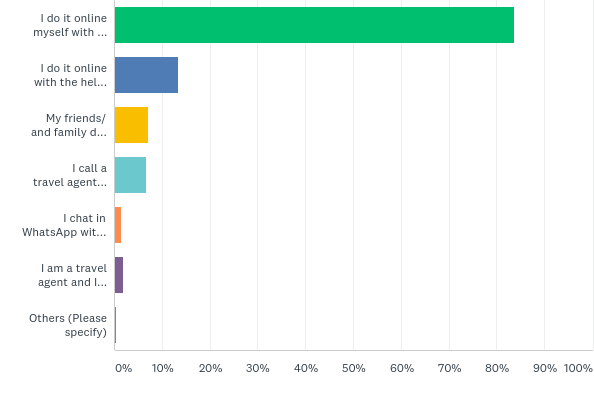 I do it online
myself with ...
I do it online
with the hel...
My friends/
and family d...
I call a
travel agent...
I chat in
WhatsApp wit...
I am a travel
agent and I...
Others (Please
specify)
0% 10% 20% 30% 40% 50% 60% 70% 80% 90% 100%